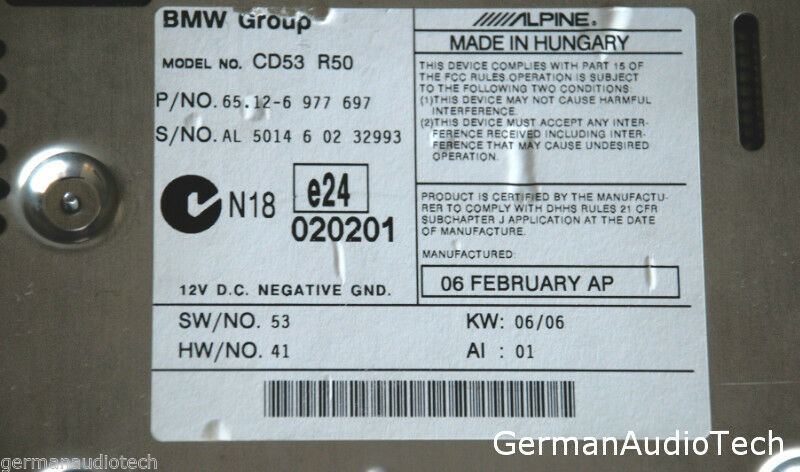 BMW Group
MODEL NO. CD53 R50
P/NO. 65.12-6 977 697
S/NO. AL 5014 6 02 32993
N18
e24
020201
12V D.C. NEGATIVE GND.
ALPINE®
MADE IN HUNGARY
THIS DEVICE COMPLIES WITH PART 15 OF
THE FCC RULES.OPERATION IS SUBJECT
TO THE FOLLOWING TWO CONDITIONS:
(1)THIS DEVICE MAY NOT CAUSE HARMFUL
INTERFERENCE.
(2)THIS DEVICE MUST ACCEPT ANY INTER-
FERENCE RECEIVED INCLUDING INTER-
FERENCE THAT MAY CAUSE UNDESIRED
OPERATION.
PRODUCT IS CERTIFIED BY THE MANUFACTU-
RER TO COMPLY WITH DHHS RULES 21 CFR
SUBCHAPTER J APPLICATION AT THE DATE
OF MANUFACTURE.
MANUFACTURED:
06 FEBRUARY AP
SW/NO. 53
KW: 06/06
HW/NO. 41
AI : 01
GermanAudioTech
germanaudiotech